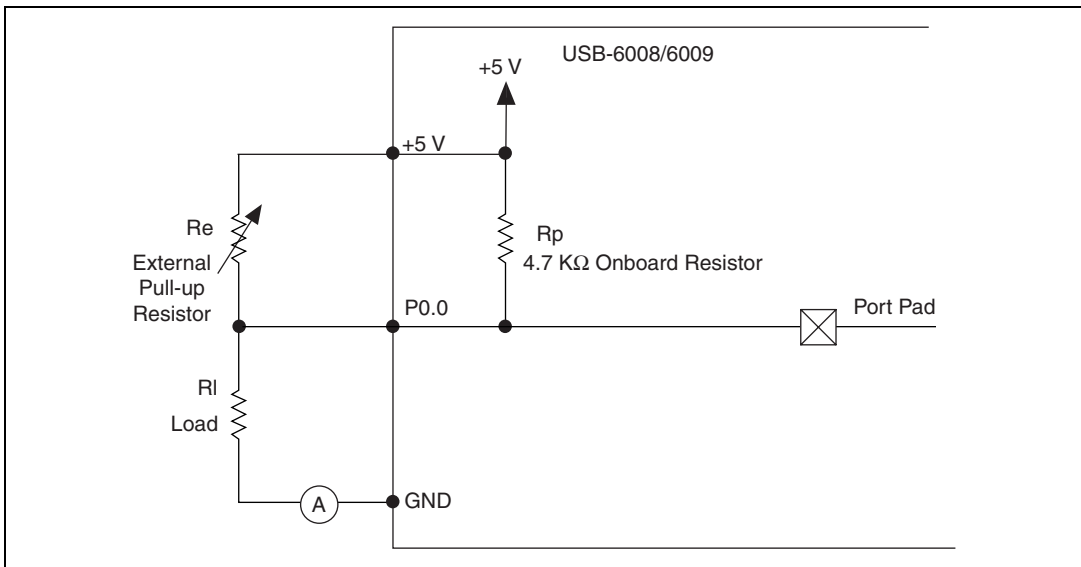 USB-6008/6009
+5 V
+5 V
Re
External
Pull-up
Resistor
Rp
4.7 KΩ Onboard Resistor
P0.0
Port Pad
Rl
Load
A
GND